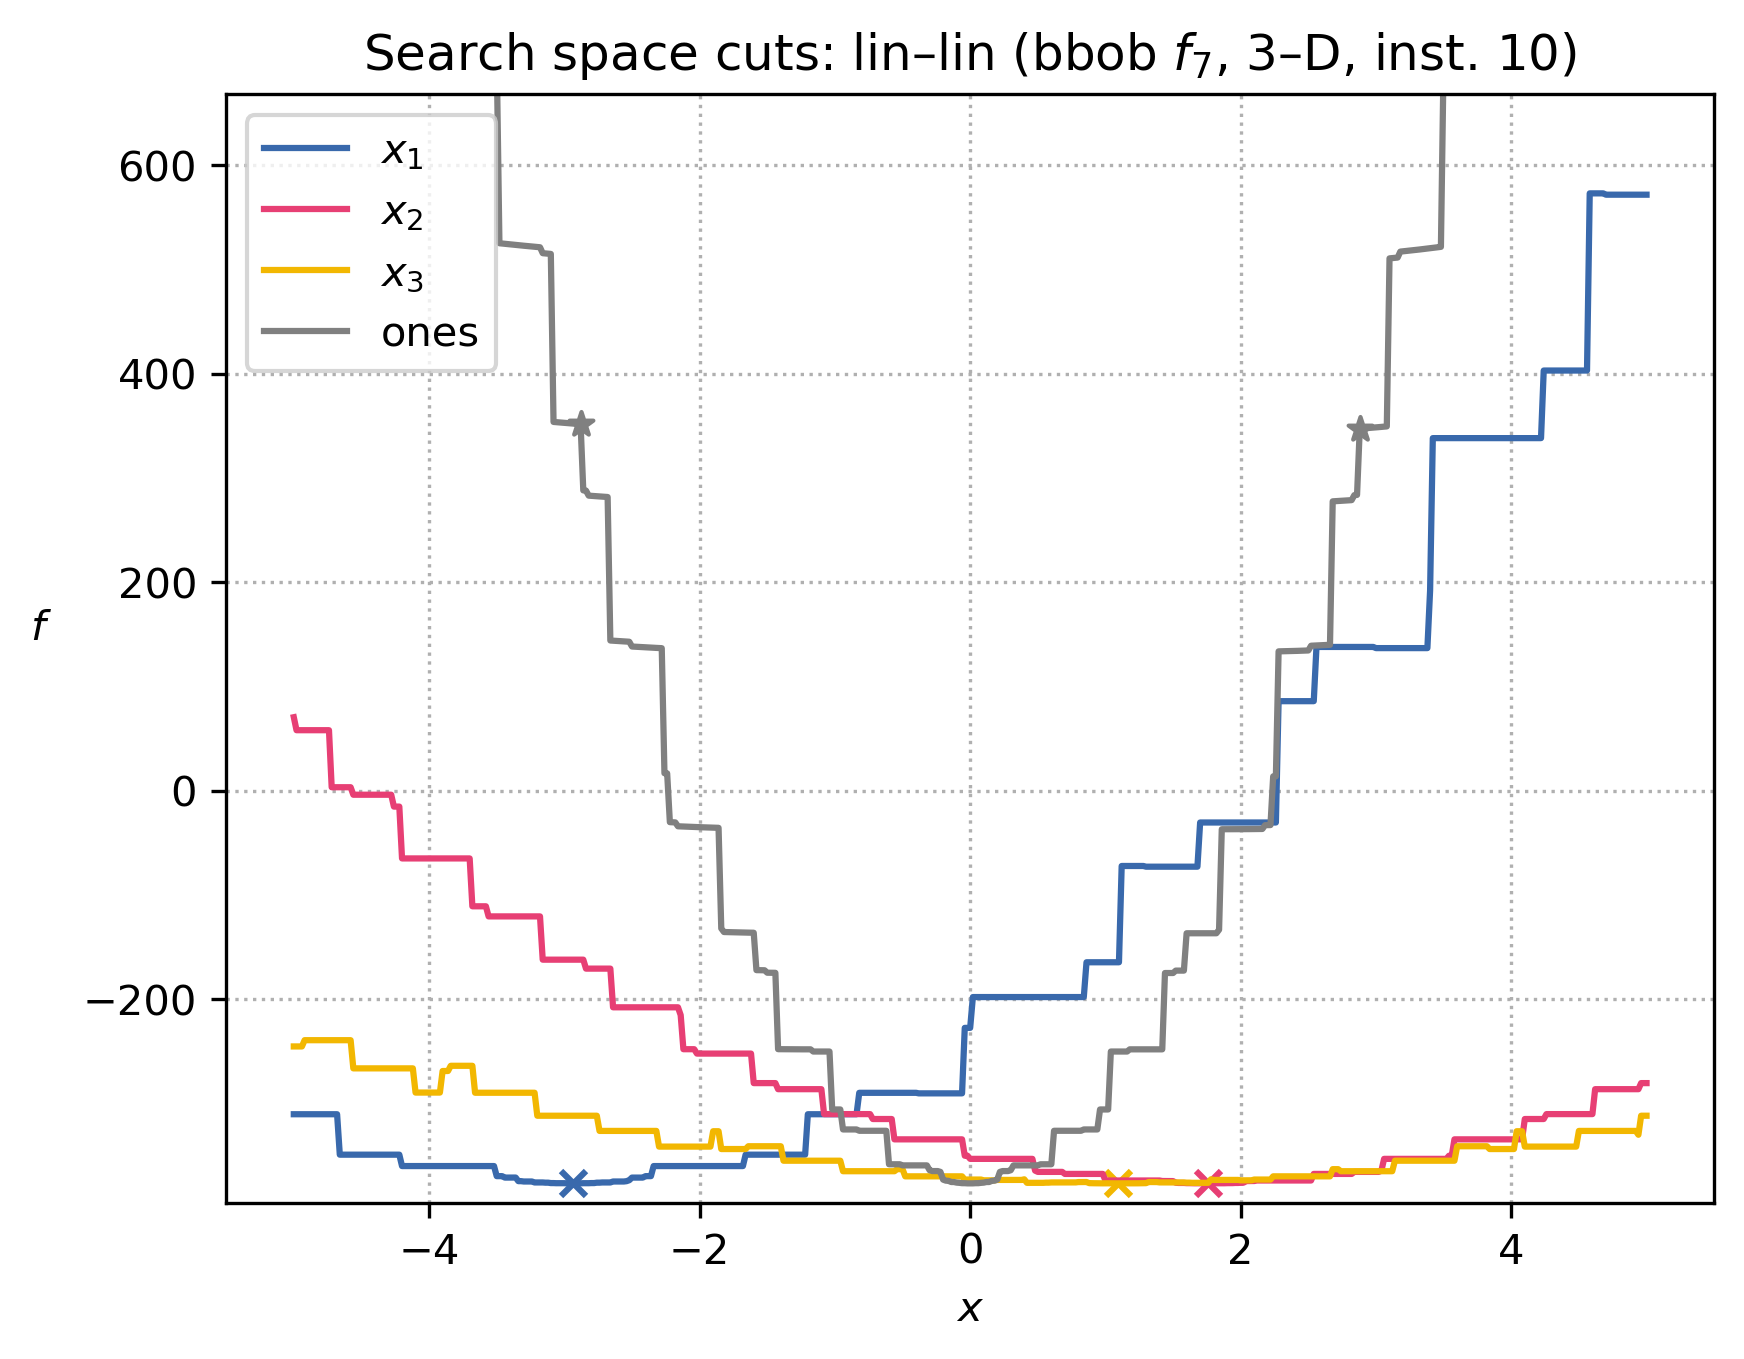 Search space cuts: lin–lin (bbob f₇, 3–D, inst. 10)
x₁
x₂
x₃
ones
600
400
200
0
−200
f
−4
−2
0
2
4
x